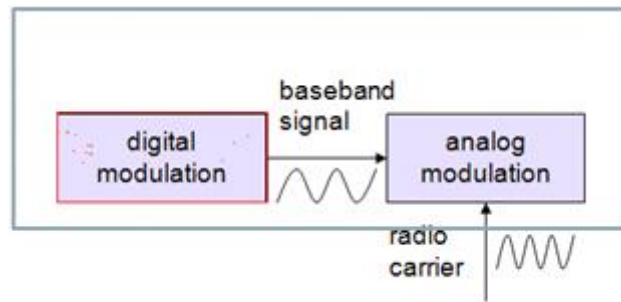 baseband
signal
digital
modulation
analog
modulation
radio
carrier